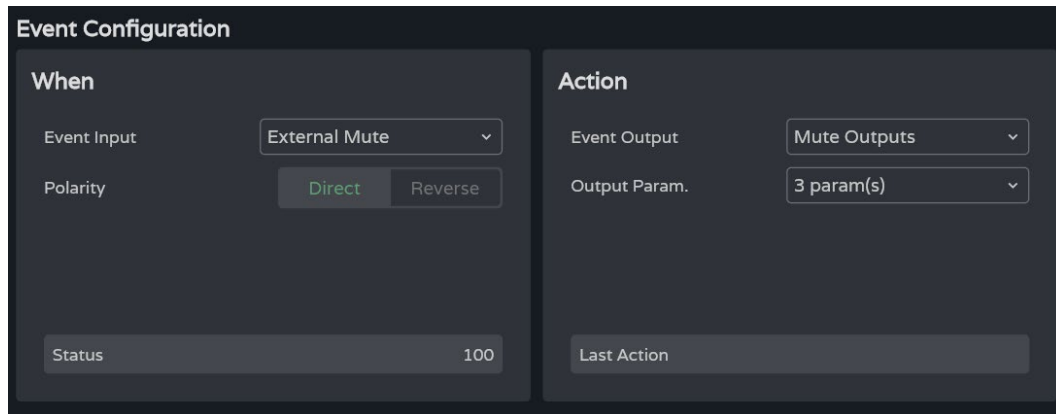 Event Configuration
When
Event Input External Mute
Polarity Direct Reverse
Status 100
Action
Event Output Mute Outputs
Output Param. 3 param(s)
Last Action